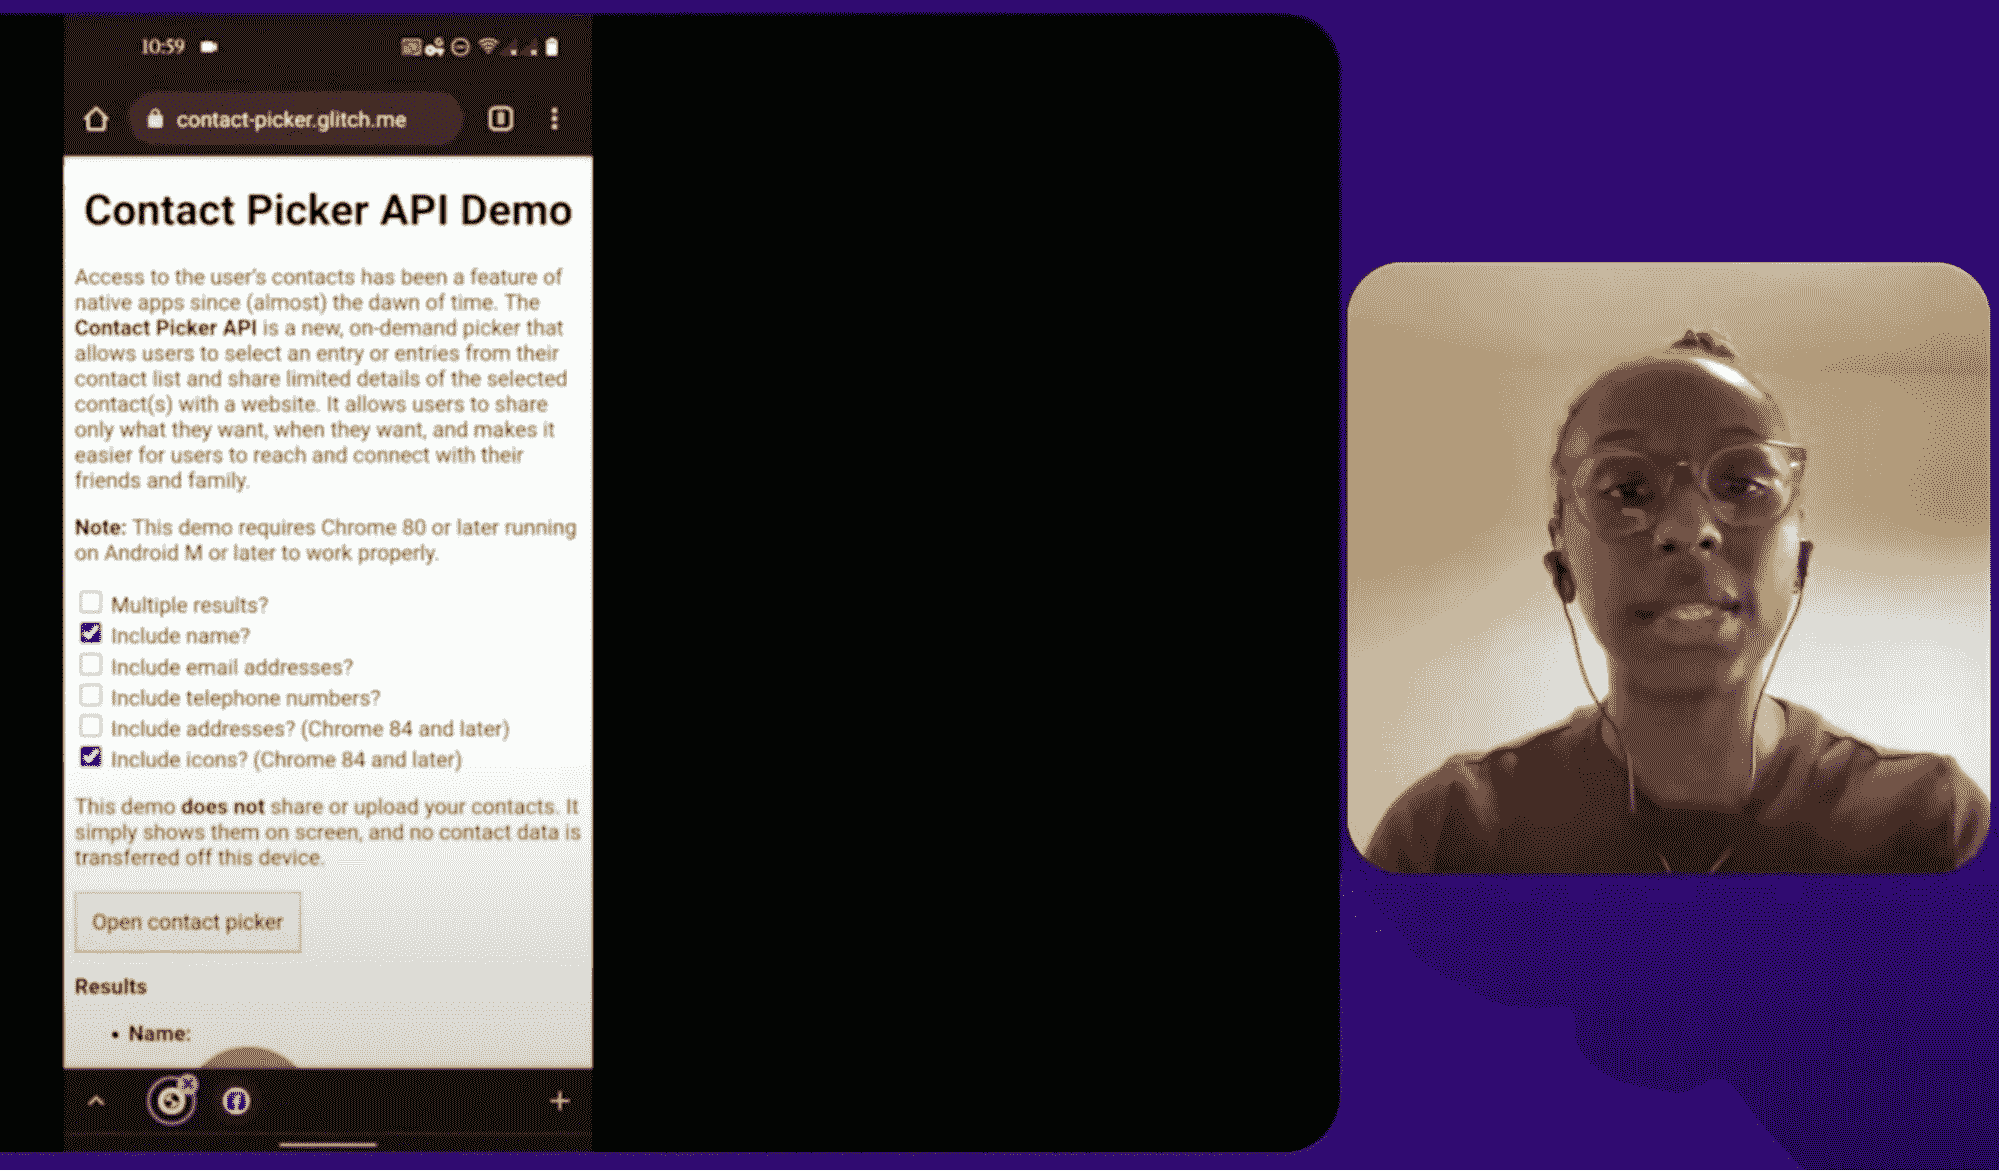 10:59
contact-picker.glitch.me
Contact Picker API Demo
Access to the user's contacts has been a feature of
native apps since (almost) the dawn of time. The
Contact Picker API is a new, on-demand picker that
allows users to select an entry or entries from their
contact list and share limited details of the selected
contact(s) with a website. It allows users to share
only what they want, when they want, and makes it
easier for users to reach and connect with their
friends and family.
Note: This demo requires Chrome 80 or later running
on Android M or later to work properly.
Multiple results?
Include name?
Include email addresses?
Include telephone numbers?
Include addresses? (Chrome 84 and later)
Include icons? (Chrome 84 and later)
This demo does not share or upload your contacts. It
simply shows them on screen, and no contact data is
transferred off this device.
Open contact picker
Results
• Name: